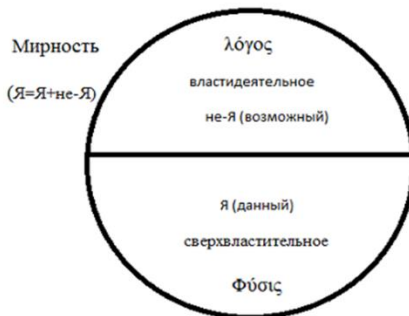 Мирность
(Я=Я+не-Я)
λόγος
властидеятельное
не-Я (возможный)
Я (данный)
сверхвластительное
Φύσις